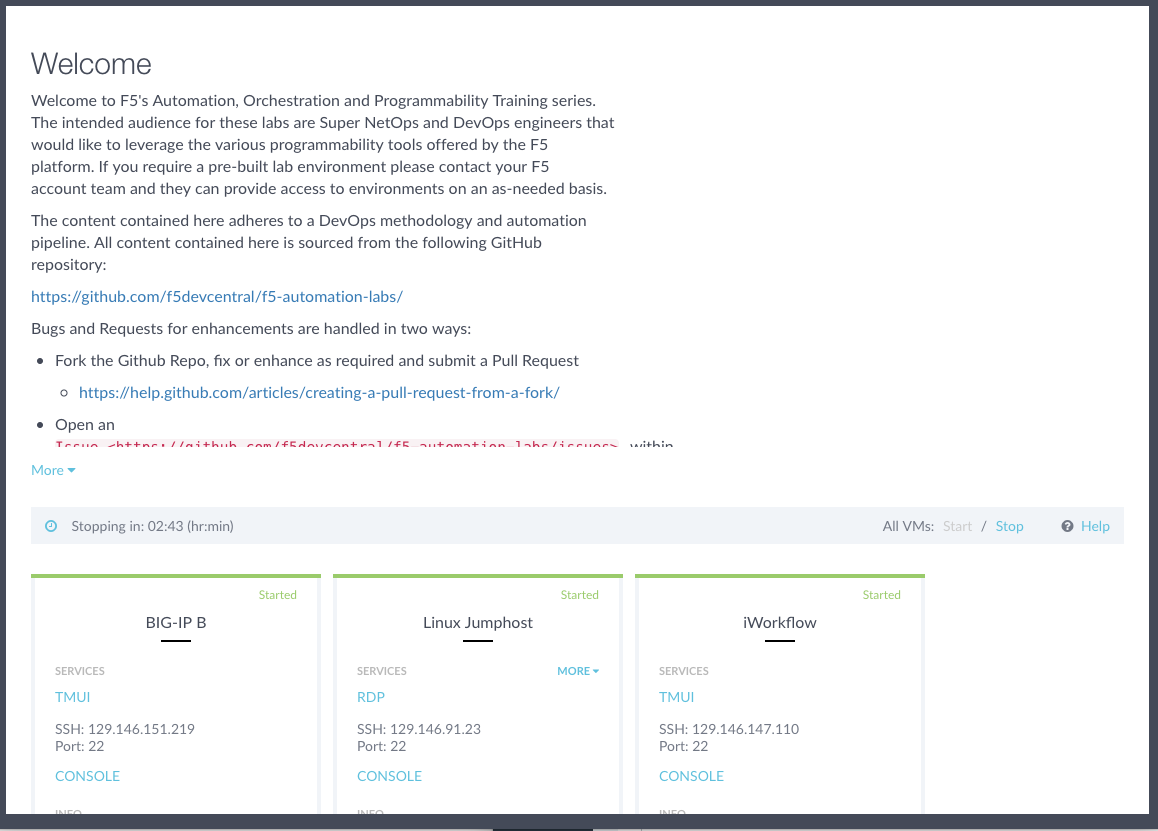 Welcome
Welcome to F5's Automation, Orchestration and Programmability Training series.
The intended audience for these labs are Super NetOps and DevOps engineers that
would like to leverage the various programmability tools offered by the F5
platform. If you require a pre-built lab environment please contact your F5
account team and they can provide access to environments on an as-needed basis.
The content contained here adheres to a DevOps methodology and automation
pipeline. All content contained here is sourced from the following GitHub
repository:
https://github.com/f5devcentral/f5-automation-labs/
Bugs and Requests for enhancements are handled in two ways:
Fork the Github Repo, fix or enhance as required and submit a Pull Request
https://help.github.com/articles/creating-a-pull-request-from-a-fork/
Open an
Issue <https://github.com/f5devcentral/f5-automation-labs/issues> within
More
Stopping in: 02:43 (hr:min)
All VMs: Start / Stop
Help
Started
BIG-IP B
SERVICES
TMUI
SSH: 129.146.151.219
Port: 22
CONSOLE
INFO
Started
Linux Jumphost
SERVICES
MORE
RDP
SSH: 129.146.91.23
Port: 22
CONSOLE
INFO
Started
iWorkflow
SERVICES
TMUI
SSH: 129.146.147.110
Port: 22
CONSOLE
INFO